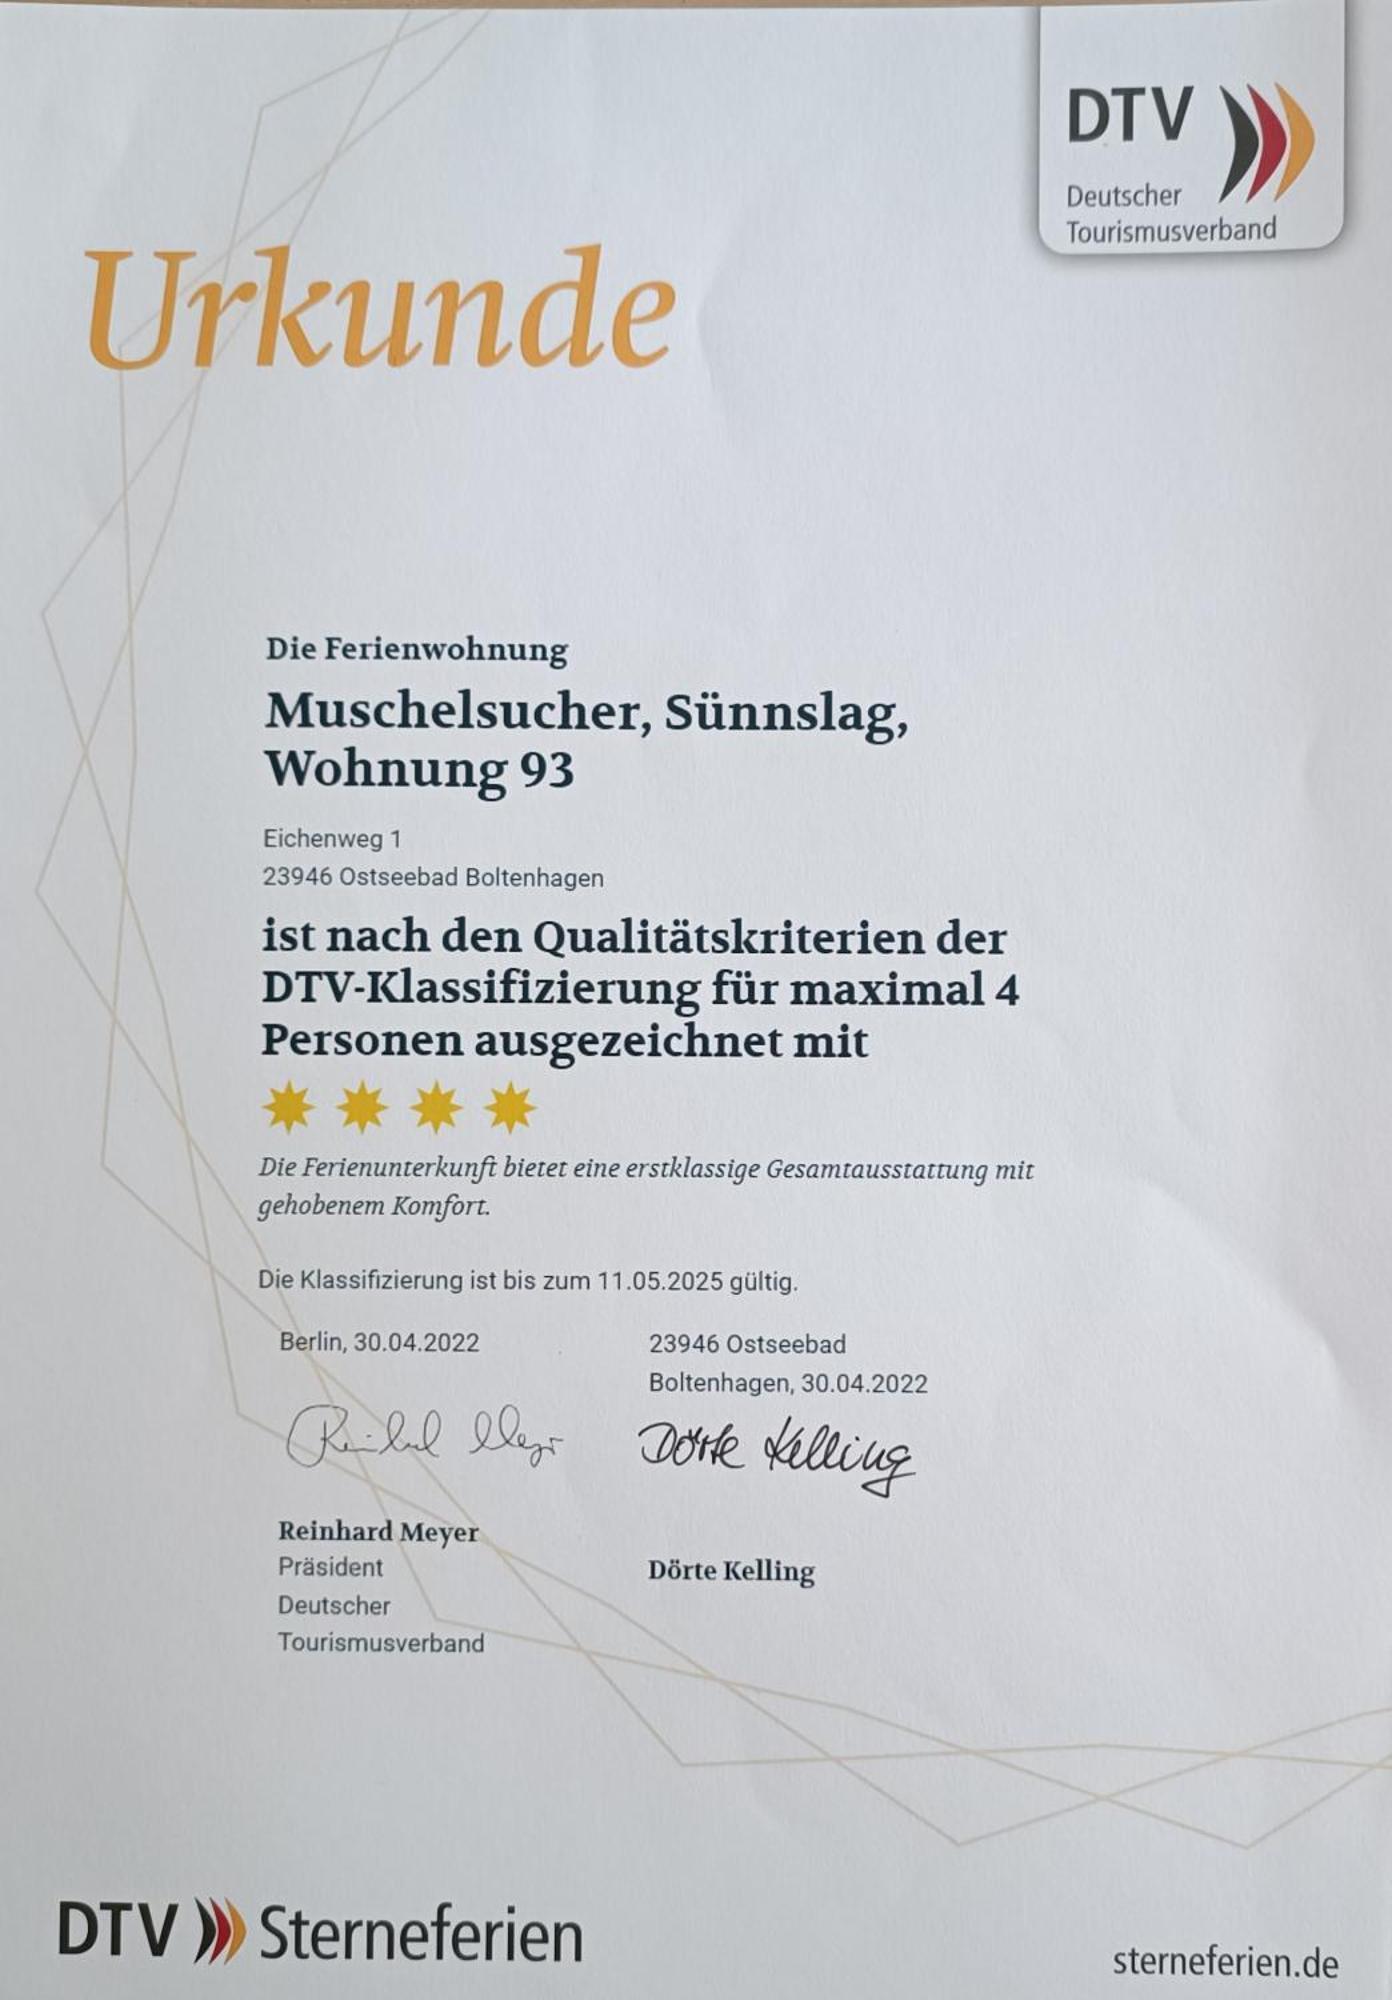 DTV
Deutscher
Tourismusverband
Urkunde
Die Ferienwohnung
Muschelsucher, Sünnslag,
Wohnung 93
Eichenweg 1
23946 Ostseebad Boltenhagen
ist nach den Qualitätskriterien der
DTV-Klassifizierung für maximal 4
Personen ausgezeichnet mit
Die Ferienunterkunft bietet eine erstklassige Gesamtausstattung mit
gehobenem Komfort.
Die Klassifizierung ist bis zum 11.05.2025 gültig.
Berlin, 30.04.2022
23946 Ostseebad
Boltenhagen, 30.04.2022
Reinhard Meyer
Dörte Kelling
Reinhard Meyer
Präsident
Deutscher
Tourismusverband
Dörte Kelling
DTV Sterneferien
sterneferien.de